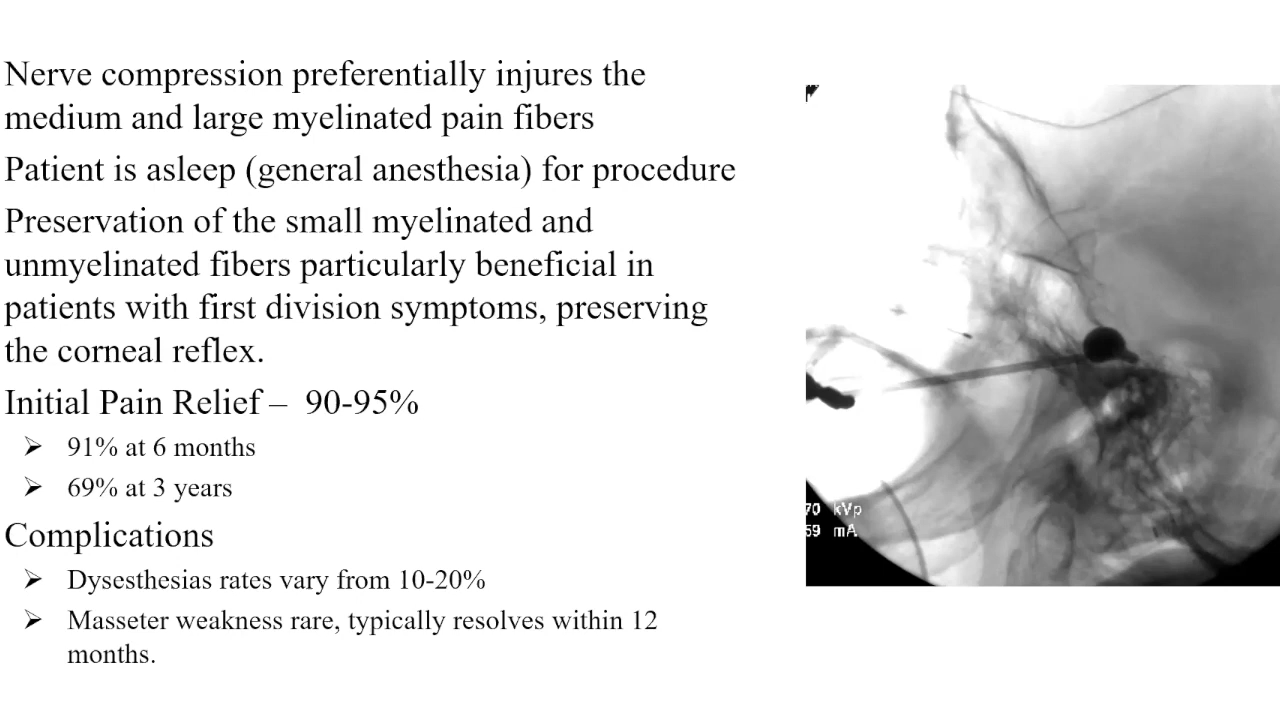 Nerve compression preferentially injures the
medium and large myelinated pain fibers
Patient is asleep (general anesthesia) for procedure
Preservation of the small myelinated and
unmyelinated fibers particularly beneficial in
patients with first division symptoms, preserving
the corneal reflex.
Initial Pain Relief – 90-95%
➢ 91% at 6 months
➢ 69% at 3 years
Complications
➢ Dysesthesias rates vary from 10-20%
➢ Masseter weakness rare, typically resolves within 12
months.
70 kVp
59 mA